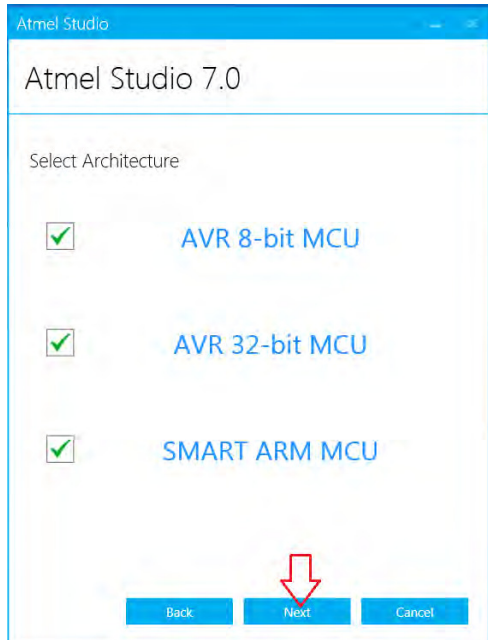 Atmel Studio
Atmel Studio 7.0
Select Architecture
AVR 8-bit MCU
AVR 32-bit MCU
SMART ARM MCU
Back Next Cancel